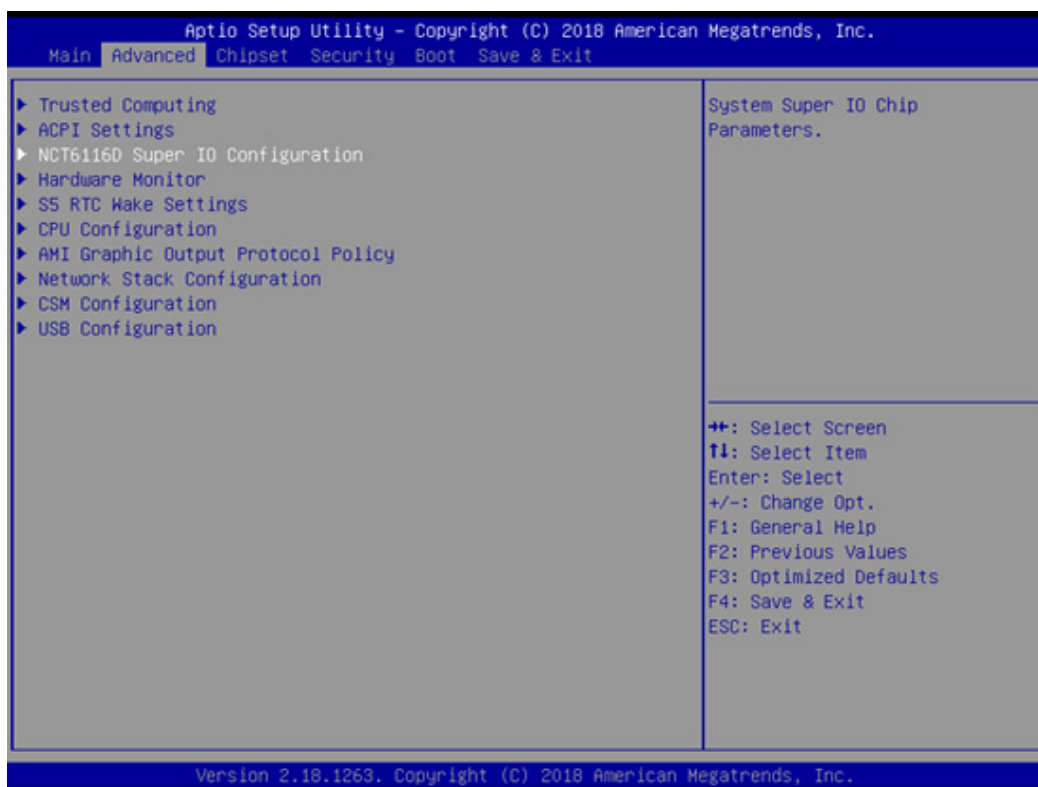 Aptio Setup Utility – Copyright (C) 2018 American Megatrends, Inc.
Main Advanced Chipset Security Boot Save & Exit
▶ Trusted Computing
▶ ACPI Settings
▶ NCT6116D Super IO Configuration
▶ Hardware Monitor
▶ S5 RTC Wake Settings
▶ CPU Configuration
▶ AMI Graphic Output Protocol Policy
▶ Network Stack Configuration
▶ CSM Configuration
▶ USB Configuration
System Super IO Chip
Parameters.
→←: Select Screen
↑↓: Select Item
Enter: Select
+/-: Change Opt.
F1: General Help
F2: Previous Values
F3: Optimized Defaults
F4: Save & Exit
ESC: Exit
Version 2.18.1263. Copyright (C) 2018 American Megatrends, Inc.